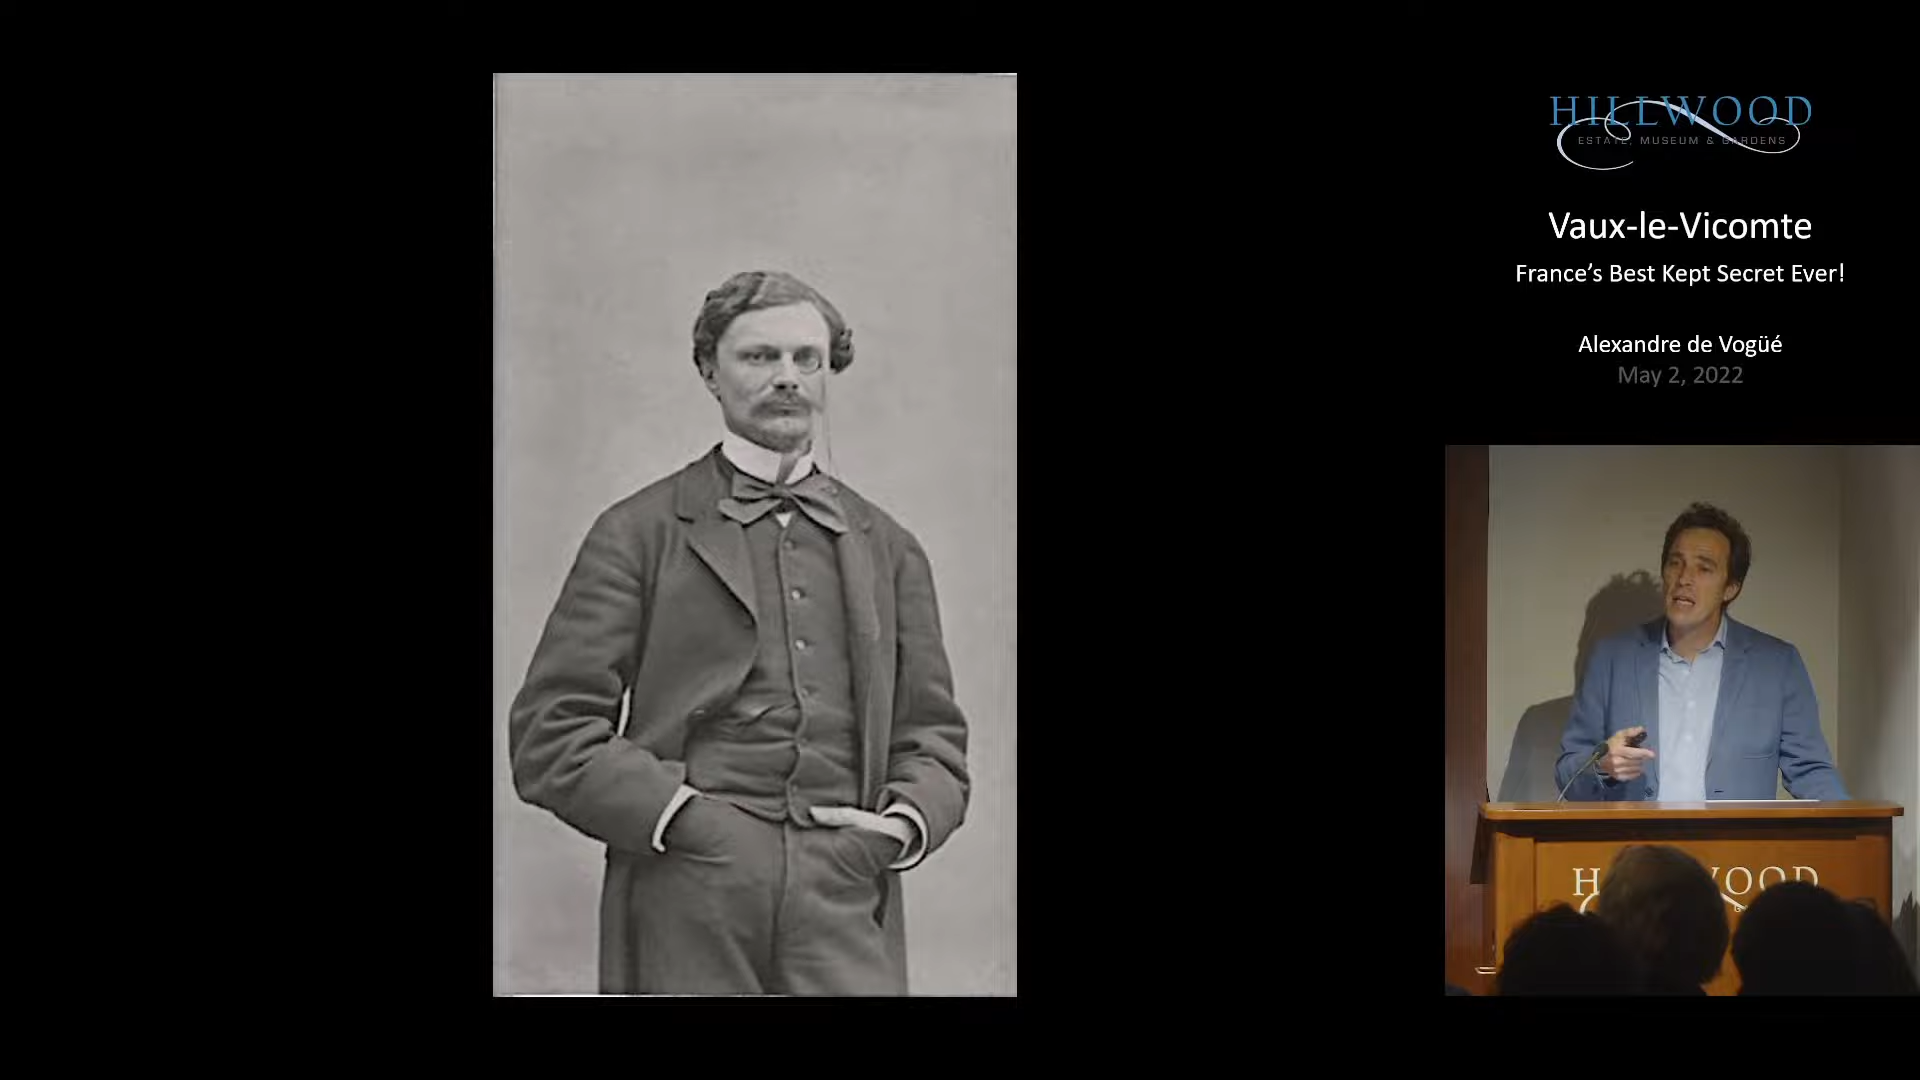 HILLWOOD
ESTATE, MUSEUM & GARDENS
Vaux-le-Vicomte
France's Best Kept Secret Ever!
Alexandre de Vogüé
May 2, 2022